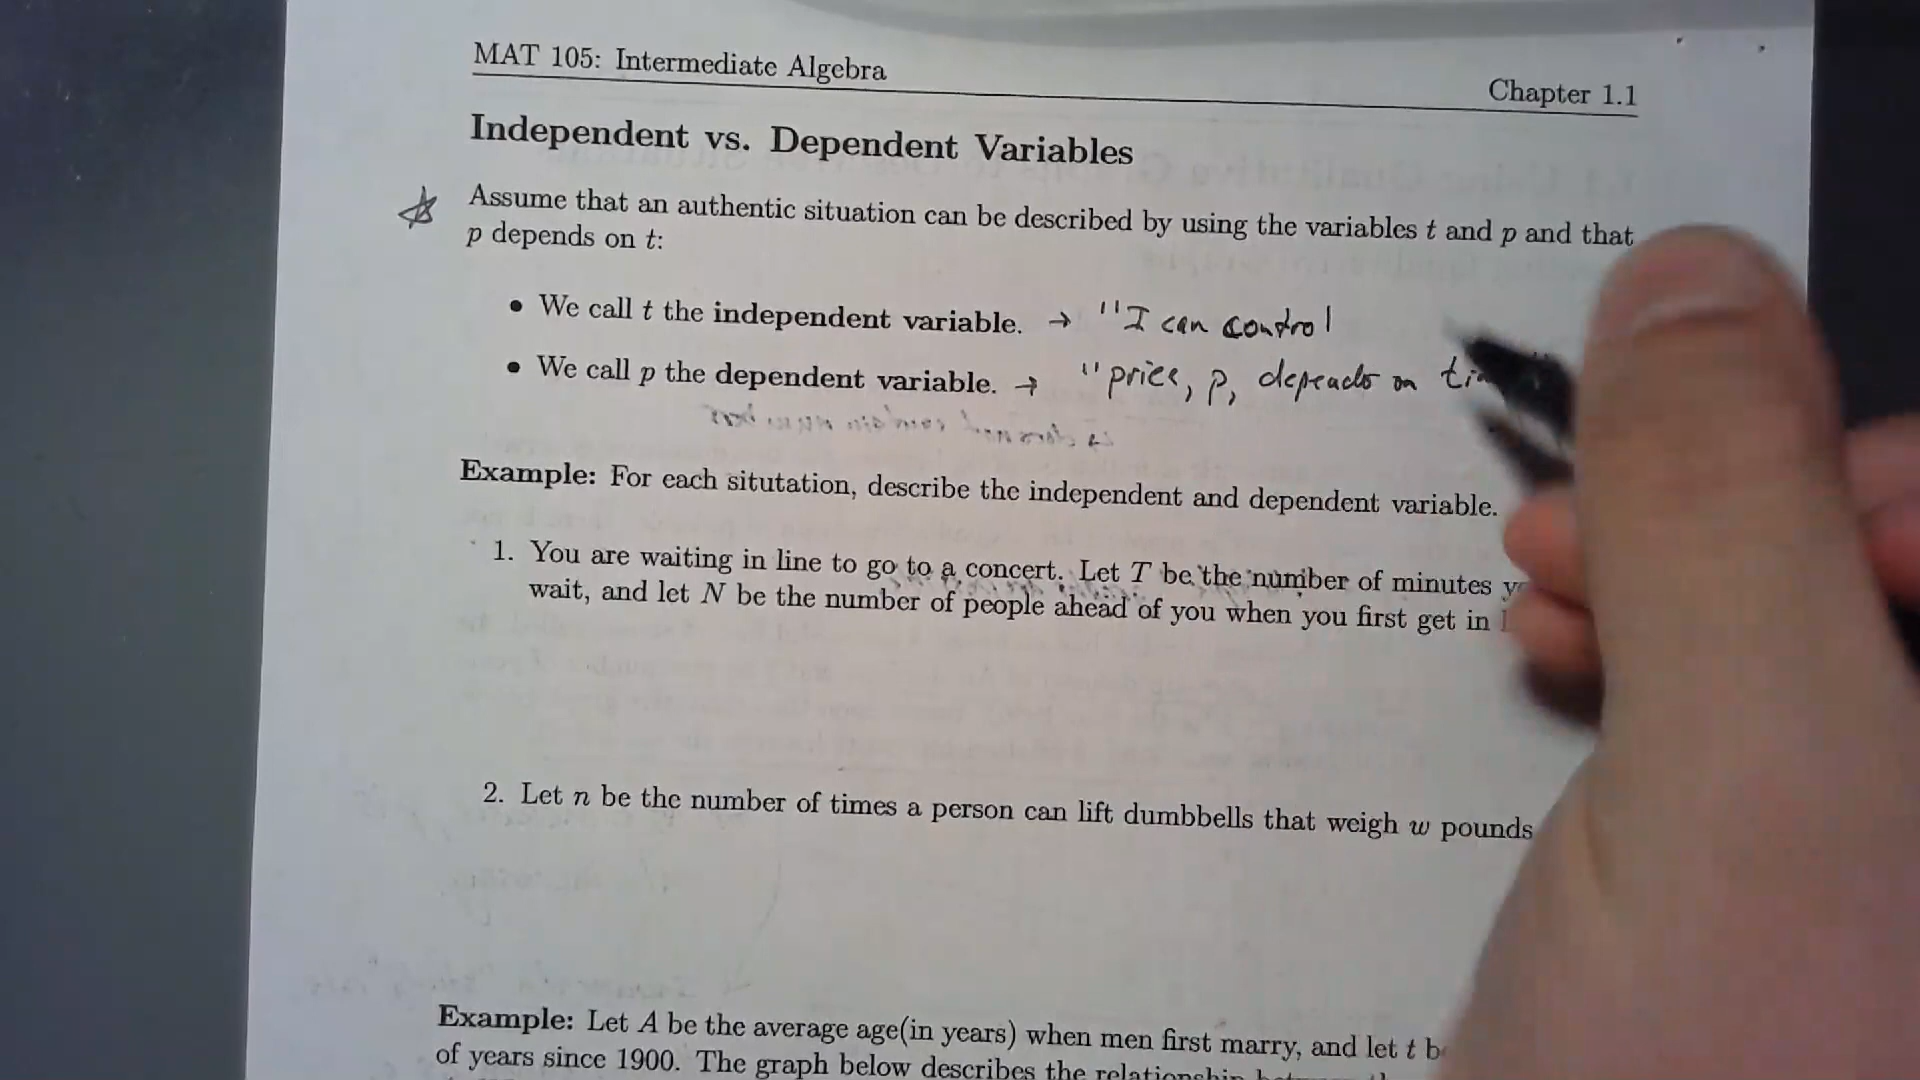 MAT 105: Intermediate Algebra
Chapter 1.1
Independent vs. Dependent Variables
Assume that an authentic situation can be described by using the variables t and p and that
p depends on t:
• We call t the independent variable. → "I can control
• We call p the dependent variable. → "price, p, depends on
Example: For each situtation, describe the independent and dependent variable.
1. You are waiting in line to go to a concert. Let T be the number of minutes
wait, and let N be the number of people ahead of you when you first get in
2. Let n be the number of times a person can lift dumbbells that weigh w pounds
Example: Let A be the average age(in years) when men first marry, and let t
of years since 1900. The graph below describes the relationship